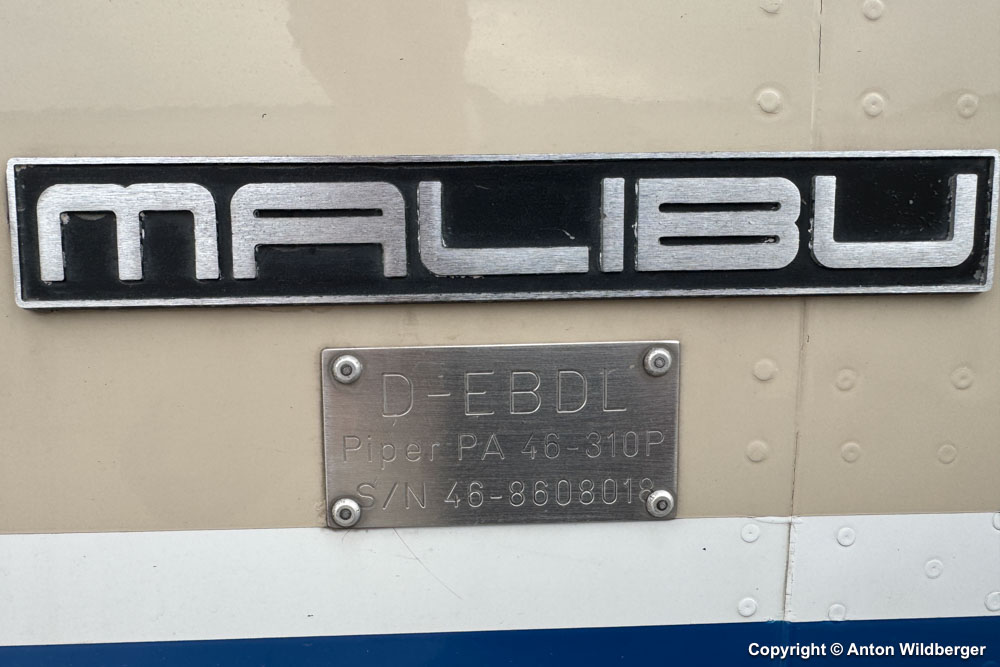 MALIBU
D-EBDL
Piper PA 46-310P
S/N 46-8608018
Copyright © Anton Wildberger